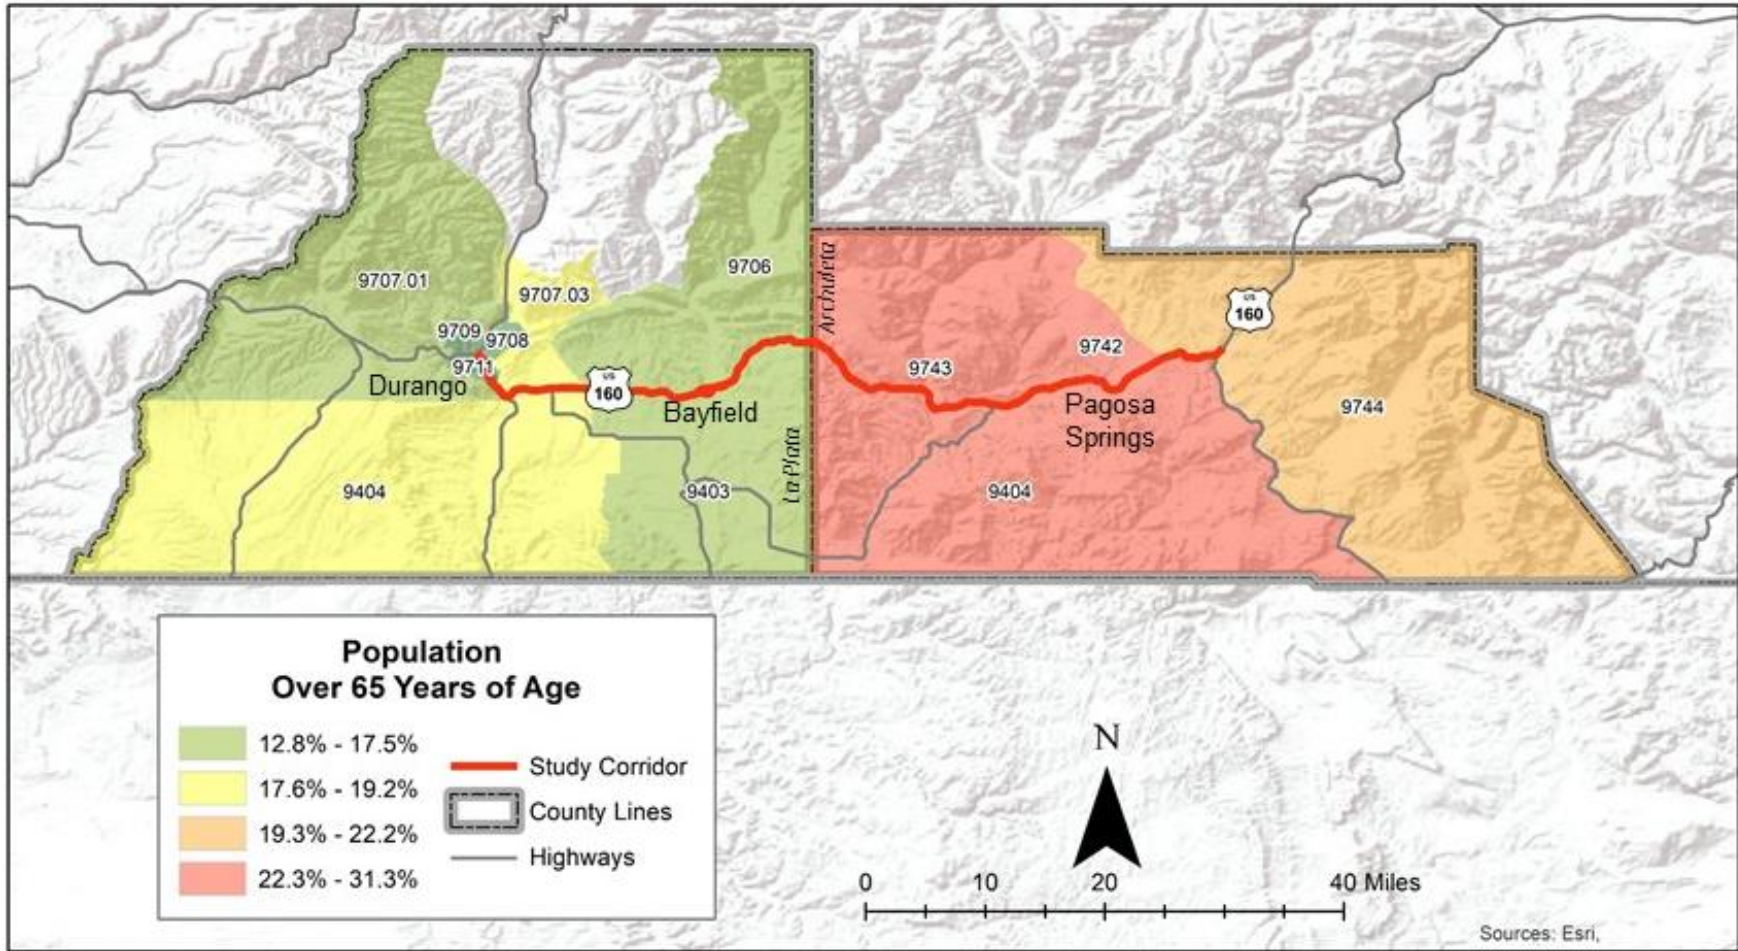 9706
9707.01
9707.03
Archuleta
US
160
9709
9708
9742
9711
9743
Durango
US
160
Bayfield
Pagosa
Springs
9744
La Plata
9404
9403
9404
Population
Over 65 Years of Age
12.8% - 17.5%
17.6% - 19.2%
19.3% - 22.2%
22.3% - 31.3%
Study Corridor
County Lines
Highways
N
0 10 20 40 Miles
Sources: Esri,